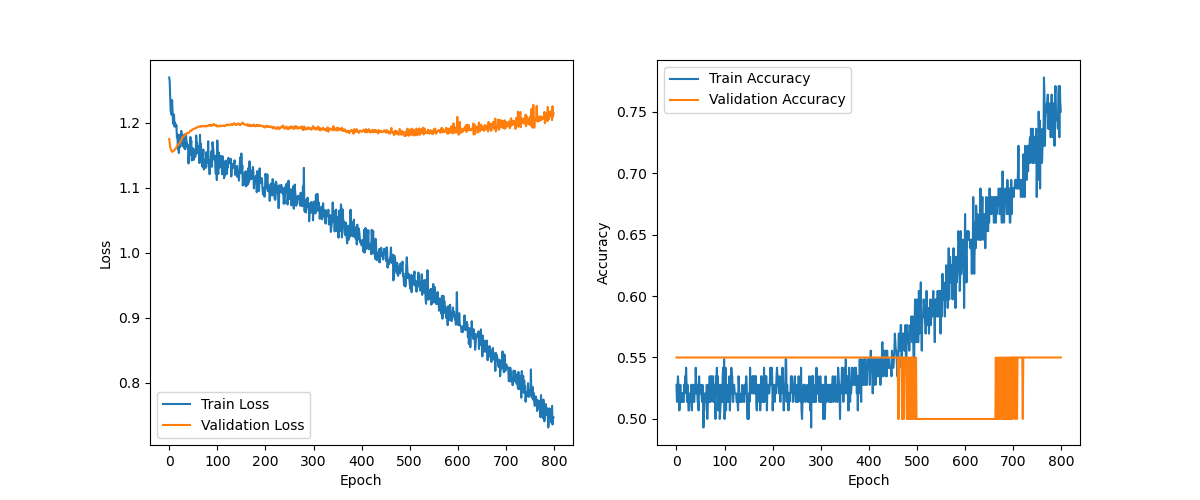 1.2
1.1
1.0
0.9
0.8
Loss
Train Loss
Validation Loss
0 100 200 300 400 500 600 700 800
Epoch
Train Accuracy
Validation Accuracy
0.75
0.70
0.65
0.60
0.55
0.50
Accuracy
0 100 200 300 400 500 600 700 800
Epoch